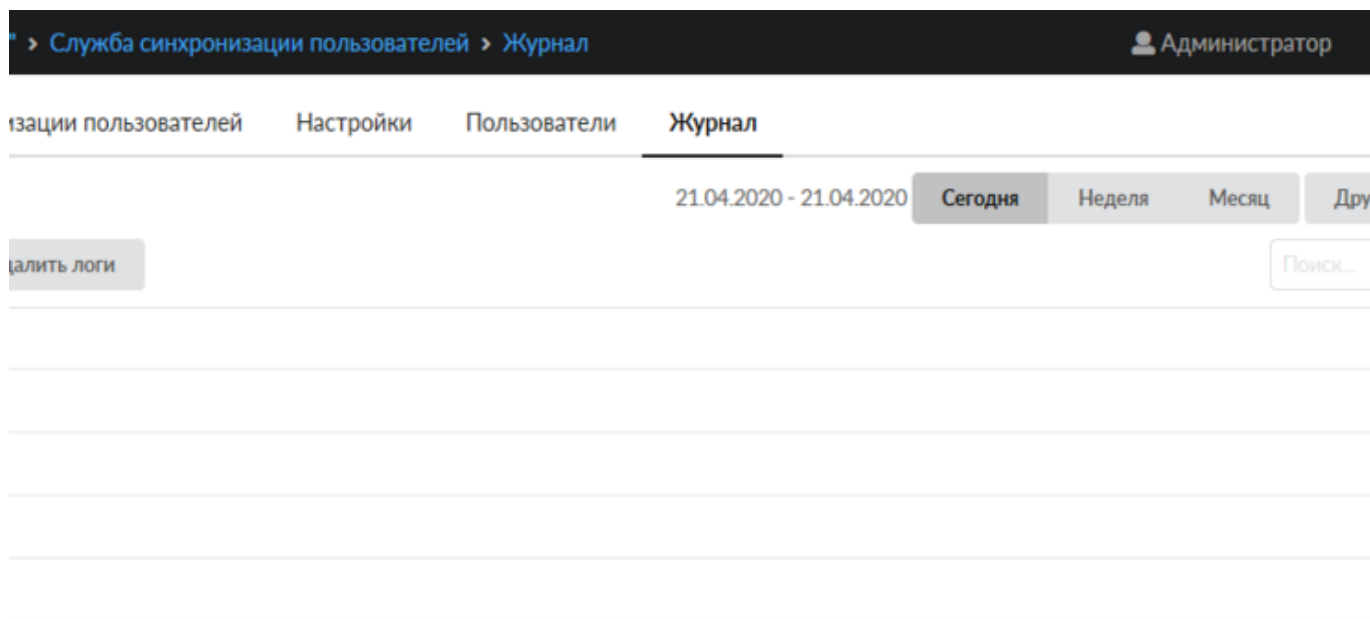 " > Служба синхронизации пользователей > Журнал Администратор
изации пользователей Настройки Пользователи Журнал
21.04.2020 - 21.04.2020 Сегодня Неделя Месяц Дру
далить логи Поиск...